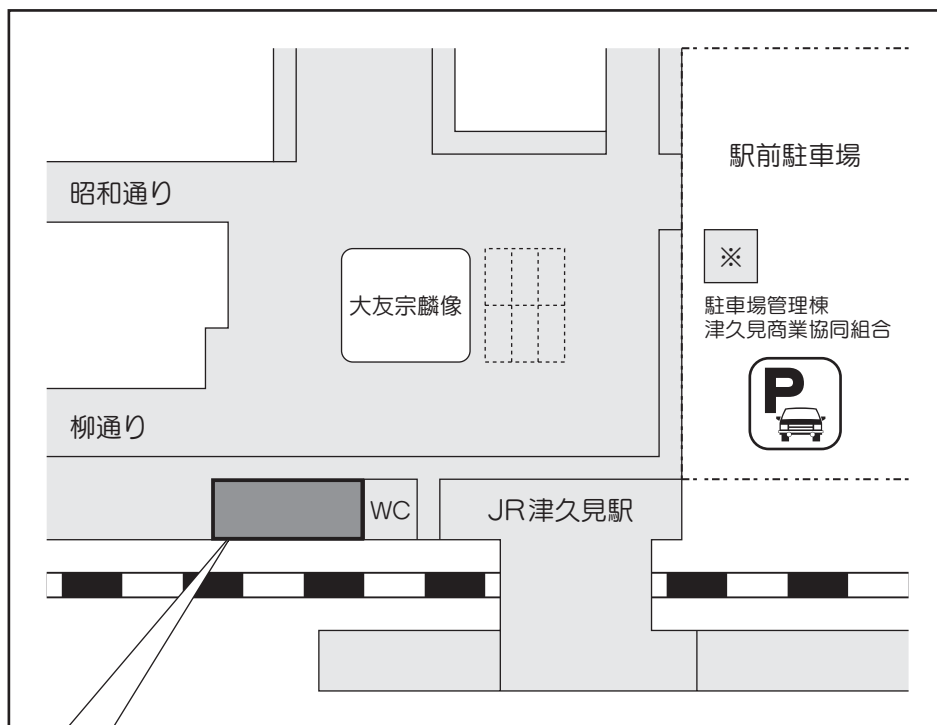 駅前駐車場
昭和通り
※
大友宗麟像
駐車場管理棟
津久見商業協同組合
P
柳通り
WC
JR津久見駅